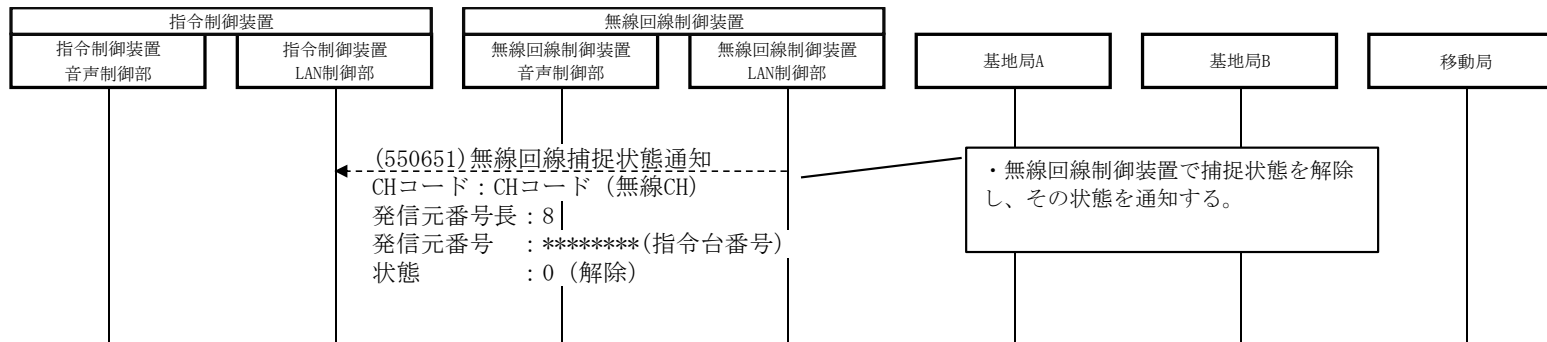 指令制御装置
無線回線制御装置
指令制御装置
音声制御部
指令制御装置
LAN制御部
無線回線制御装置
音声制御部
無線回線制御装置
LAN制御部
基地局A
基地局B
移動局
(550651)無線回線捕捉状態通知
CHコード：CHコード (無線CH)
発信元番号長：8
発信元番号　：********(指令台番号)
状態　　　　：0 (解除)
・無線回線制御装置で捕捉状態を解除
し、その状態を通知する。